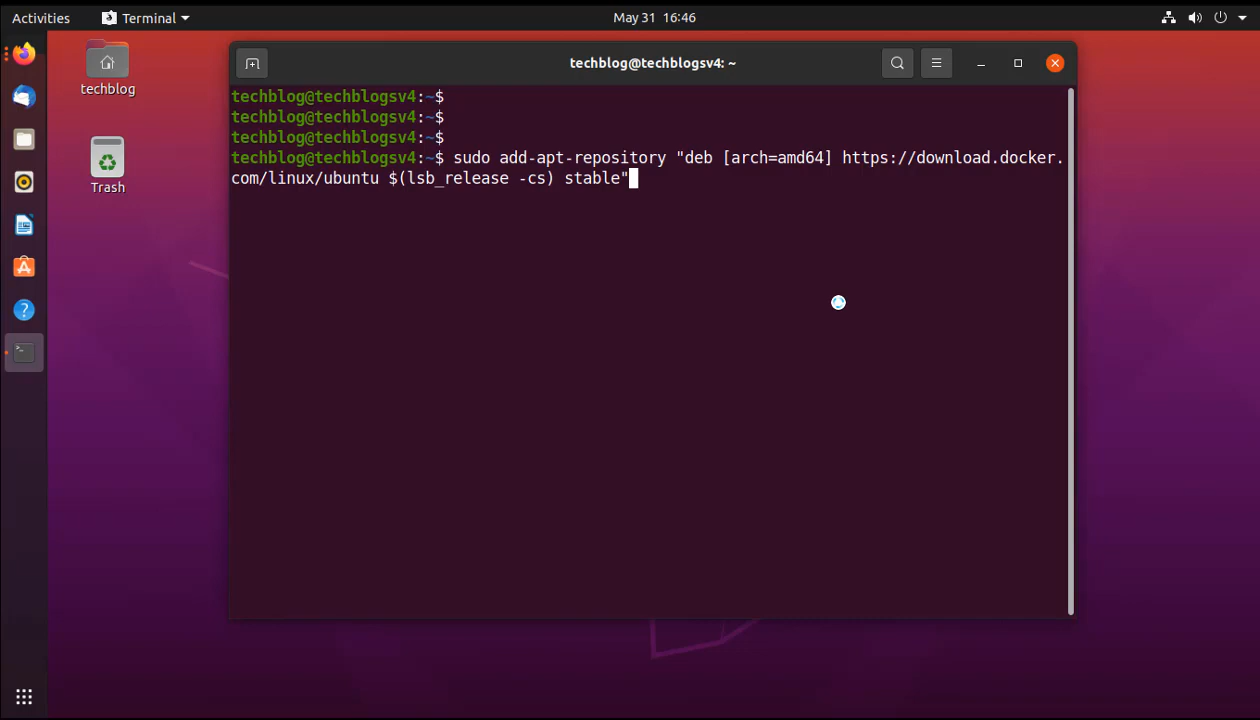 Activities
Terminal
May 31 16:46
techblog
Trash
techblog@techblogsv4: ~
techblog@techblogsv4:~$
techblog@techblogsv4:~$
techblog@techblogsv4:~$
techblog@techblogsv4:~$ sudo add-apt-repository "deb [arch=amd64] https://download.docker.
com/linux/ubuntu $(lsb_release -cs) stable"